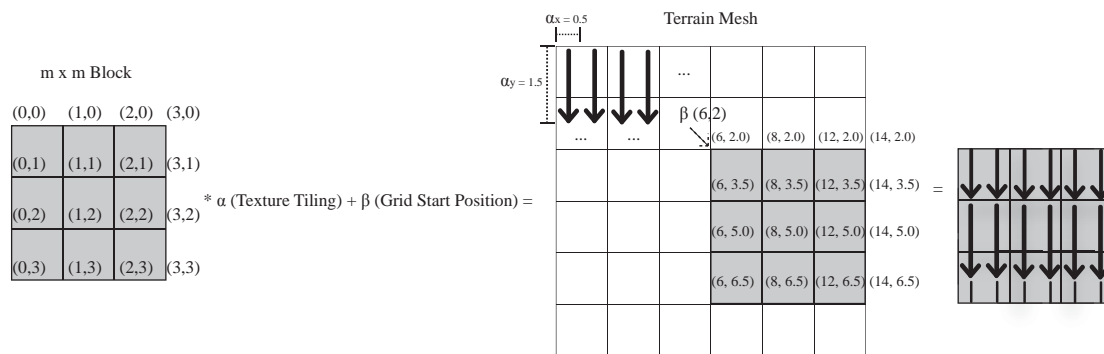 αx = 0.5
Terrain Mesh
m x m Block
αy = 1.5
...
(0,0) (1,0) (2,0) (3,0)
β (6,2)
... ...
(6, 2.0) (8, 2.0) (12, 2.0) (14, 2.0)
(0,1) (1,1) (2,1) (3,1)
(6, 3.5) (8, 3.5) (12, 3.5) (14, 3.5)
* α (Texture Tiling) + β (Grid Start Position) =
=
(0,2) (1,2) (2,2) (3,2)
(6, 5.0) (8, 5.0) (12, 5.0) (14, 5.0)
(0,3) (1,3) (2,3) (3,3)
(6, 6.5) (8, 6.5) (12, 6.5) (14, 6.5)